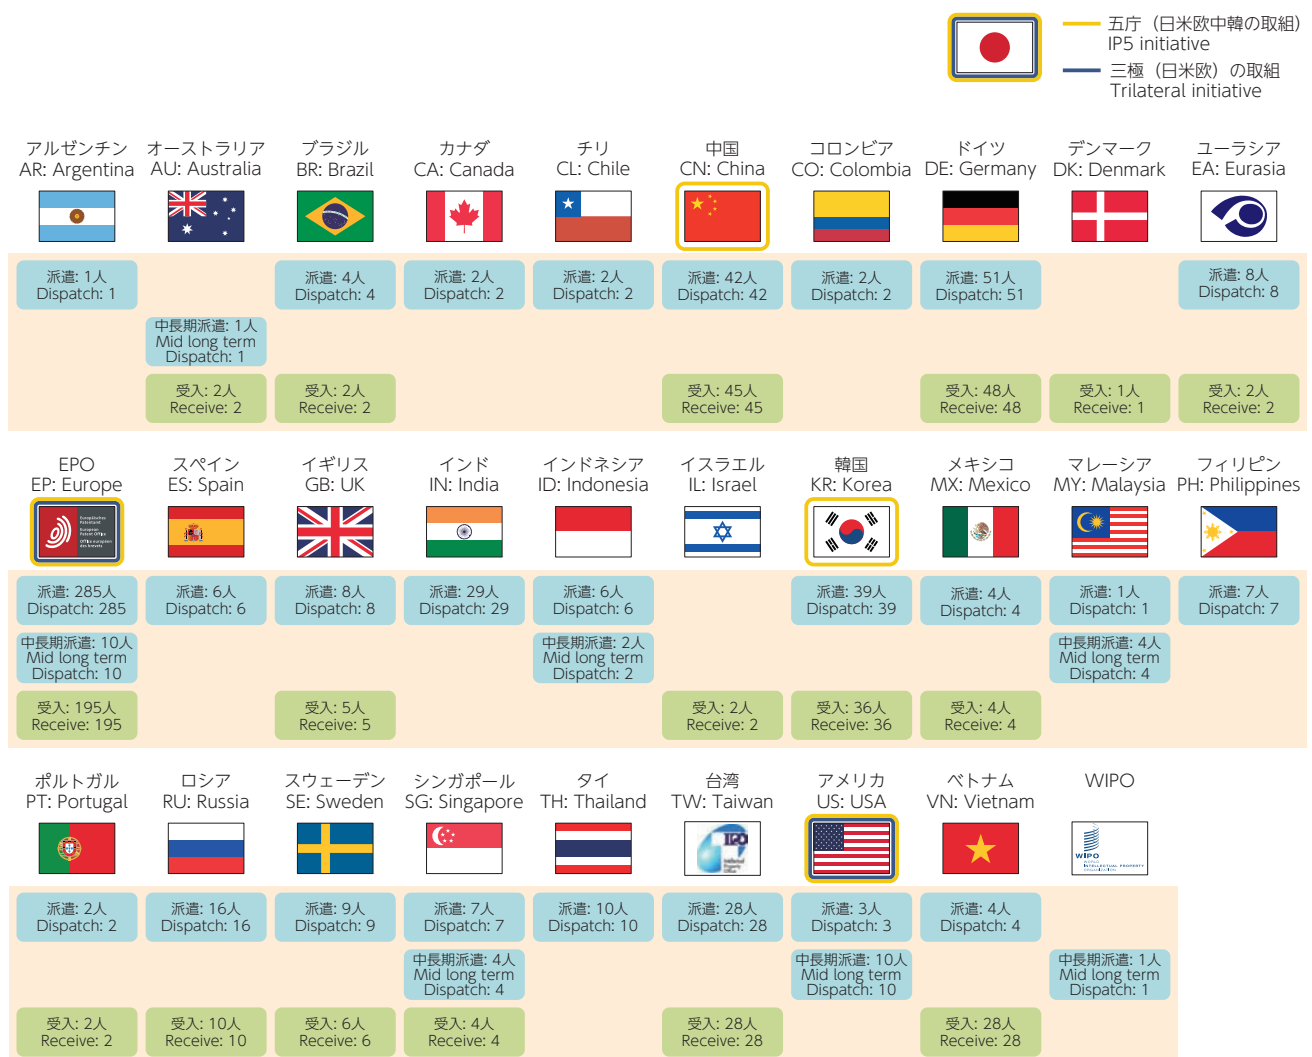 五庁（日米欧中韓の取組）
IP5 initiative
三極（日米欧）の取組
Trilateral initiative
アルゼンチン
AR: Argentina
オーストラリア
AU: Australia
ブラジル
BR: Brazil
カナダ
CA: Canada
チリ
CL: Chile
中国
CN: China
コロンビア
CO: Colombia
ドイツ
DE: Germany
デンマーク
DK: Denmark
ユーラシア
EA: Eurasia
派遣: 1人
Dispatch: 1
派遣: 4人
Dispatch: 4
派遣: 2人
Dispatch: 2
派遣: 2人
Dispatch: 2
派遣: 42人
Dispatch: 42
派遣: 2人
Dispatch: 2
派遣: 51人
Dispatch: 51
派遣: 8人
Dispatch: 8
中長期派遣: 1人
Mid long term
Dispatch: 1
受入: 2人
Receive: 2
受入: 2人
Receive: 2
受入: 45人
Receive: 45
受入: 48人
Receive: 48
受入: 1人
Receive: 1
受入: 2人
Receive: 2
EPO
EP: Europe
スペイン
ES: Spain
イギリス
GB: UK
インド
IN: India
インドネシア
ID: Indonesia
イスラエル
IL: Israel
韓国
KR: Korea
メキシコ
MX: Mexico
マレーシア
MY: Malaysia
フィリピン
PH: Philippines
Europäisches
Patentamt
European
Patent Office
Office européen
des brevets
派遣: 285人
Dispatch: 285
派遣: 6人
Dispatch: 6
派遣: 8人
Dispatch: 8
派遣: 29人
Dispatch: 29
派遣: 6人
Dispatch: 6
派遣: 39人
Dispatch: 39
派遣: 4人
Dispatch: 4
派遣: 1人
Dispatch: 1
派遣: 7人
Dispatch: 7
中長期派遣: 10人
Mid long term
Dispatch: 10
中長期派遣: 2人
Mid long term
Dispatch: 2
中長期派遣: 4人
Mid long term
Dispatch: 4
受入: 195人
Receive: 195
受入: 5人
Receive: 5
受入: 2人
Receive: 2
受入: 36人
Receive: 36
受入: 4人
Receive: 4
ポルトガル
PT: Portugal
ロシア
RU: Russia
スウェーデン
SE: Sweden
シンガポール
SG: Singapore
タイ
TH: Thailand
台湾
TW: Taiwan
アメリカ
US: USA
ベトナム
VN: Vietnam
WIPO
IPO
Intellectual
Property
Office
WIPO
WORLD
INTELLECTUAL PROPERTY
ORGANIZATION
派遣: 2人
Dispatch: 2
派遣: 16人
Dispatch: 16
派遣: 9人
Dispatch: 9
派遣: 7人
Dispatch: 7
派遣: 10人
Dispatch: 10
派遣: 28人
Dispatch: 28
派遣: 3人
Dispatch: 3
派遣: 4人
Dispatch: 4
中長期派遣: 4人
Mid long term
Dispatch: 4
中長期派遣: 10人
Mid long term
Dispatch: 10
中長期派遣: 1人
Mid long term
Dispatch: 1
受入: 2人
Receive: 2
受入: 10人
Receive: 10
受入: 6人
Receive: 6
受入: 4人
Receive: 4
受入: 28人
Receive: 28
受入: 28人
Receive: 28